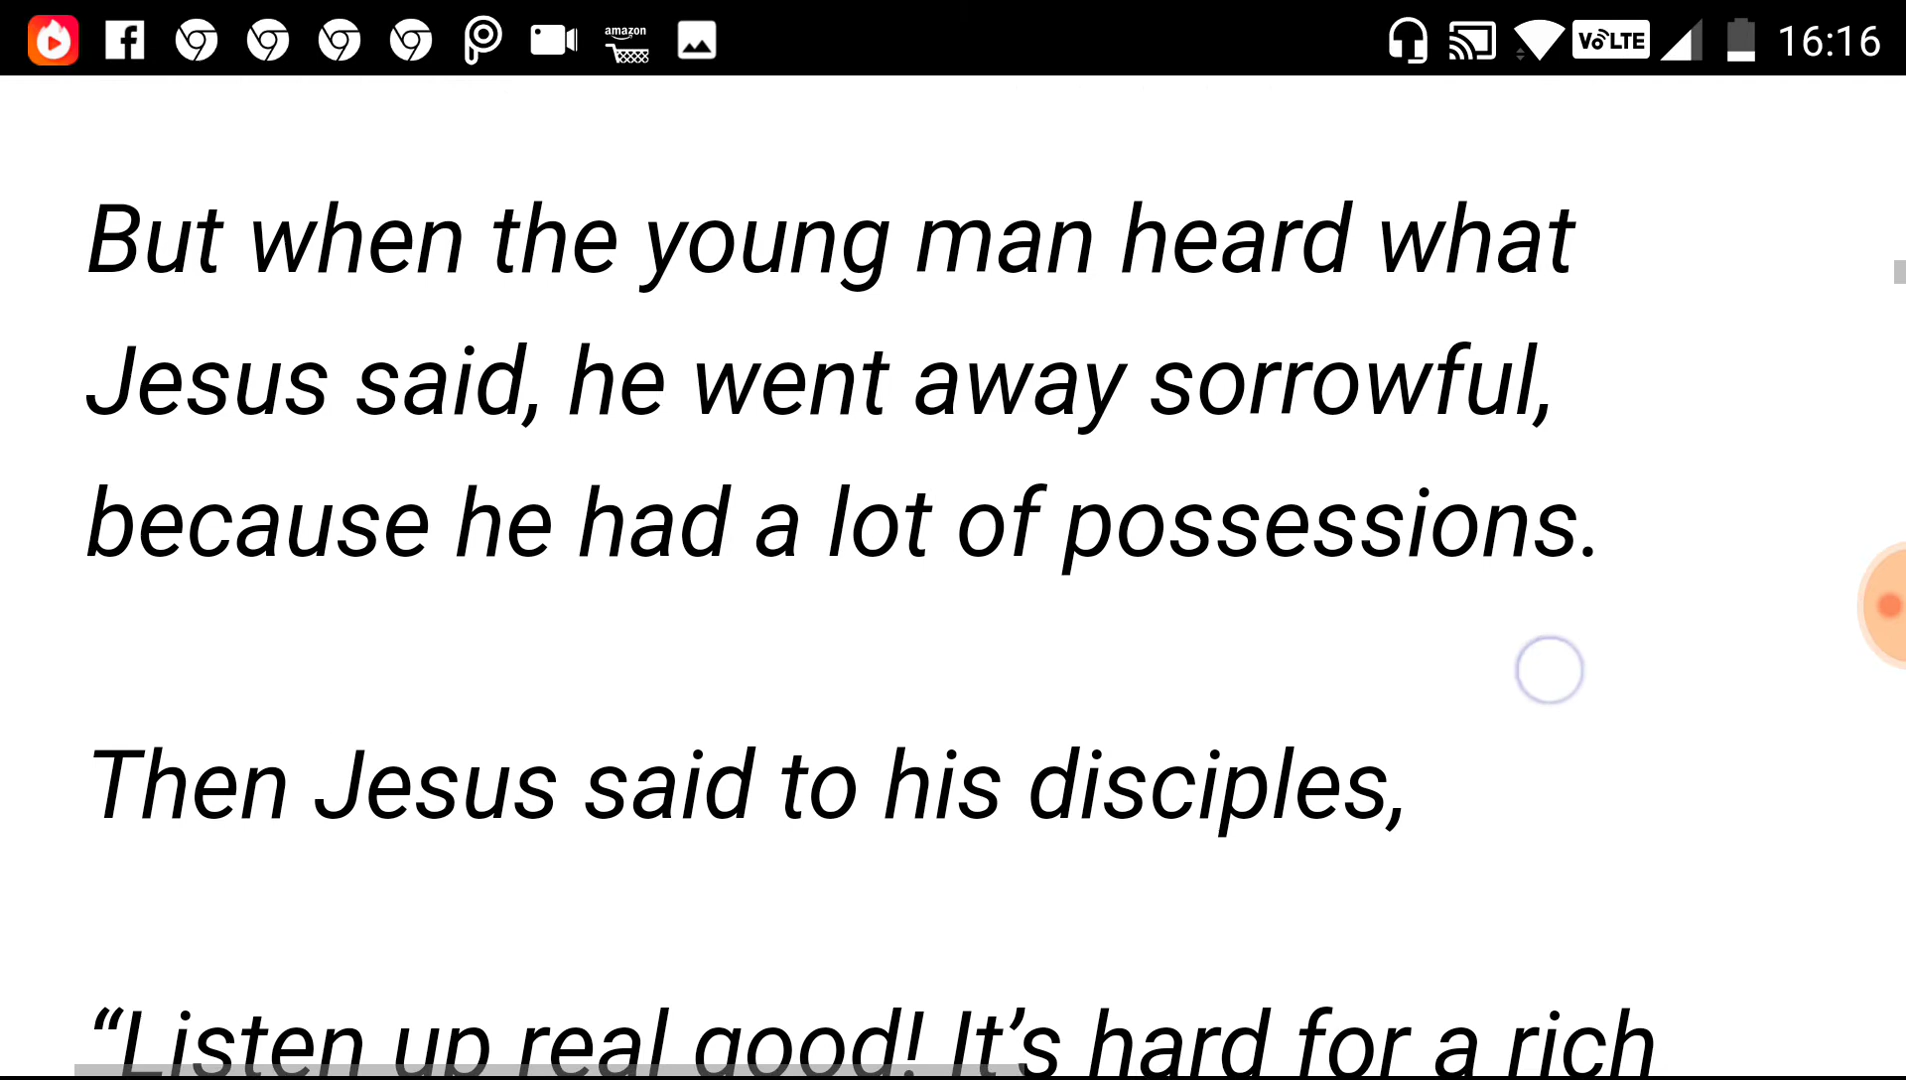 amazon
VoLTE
16:16
But when the young man heard what
Jesus said, he went away sorrowful,
because he had a lot of possessions.
Then Jesus said to his disciples,
“Listen up real good! It’s hard for a rich